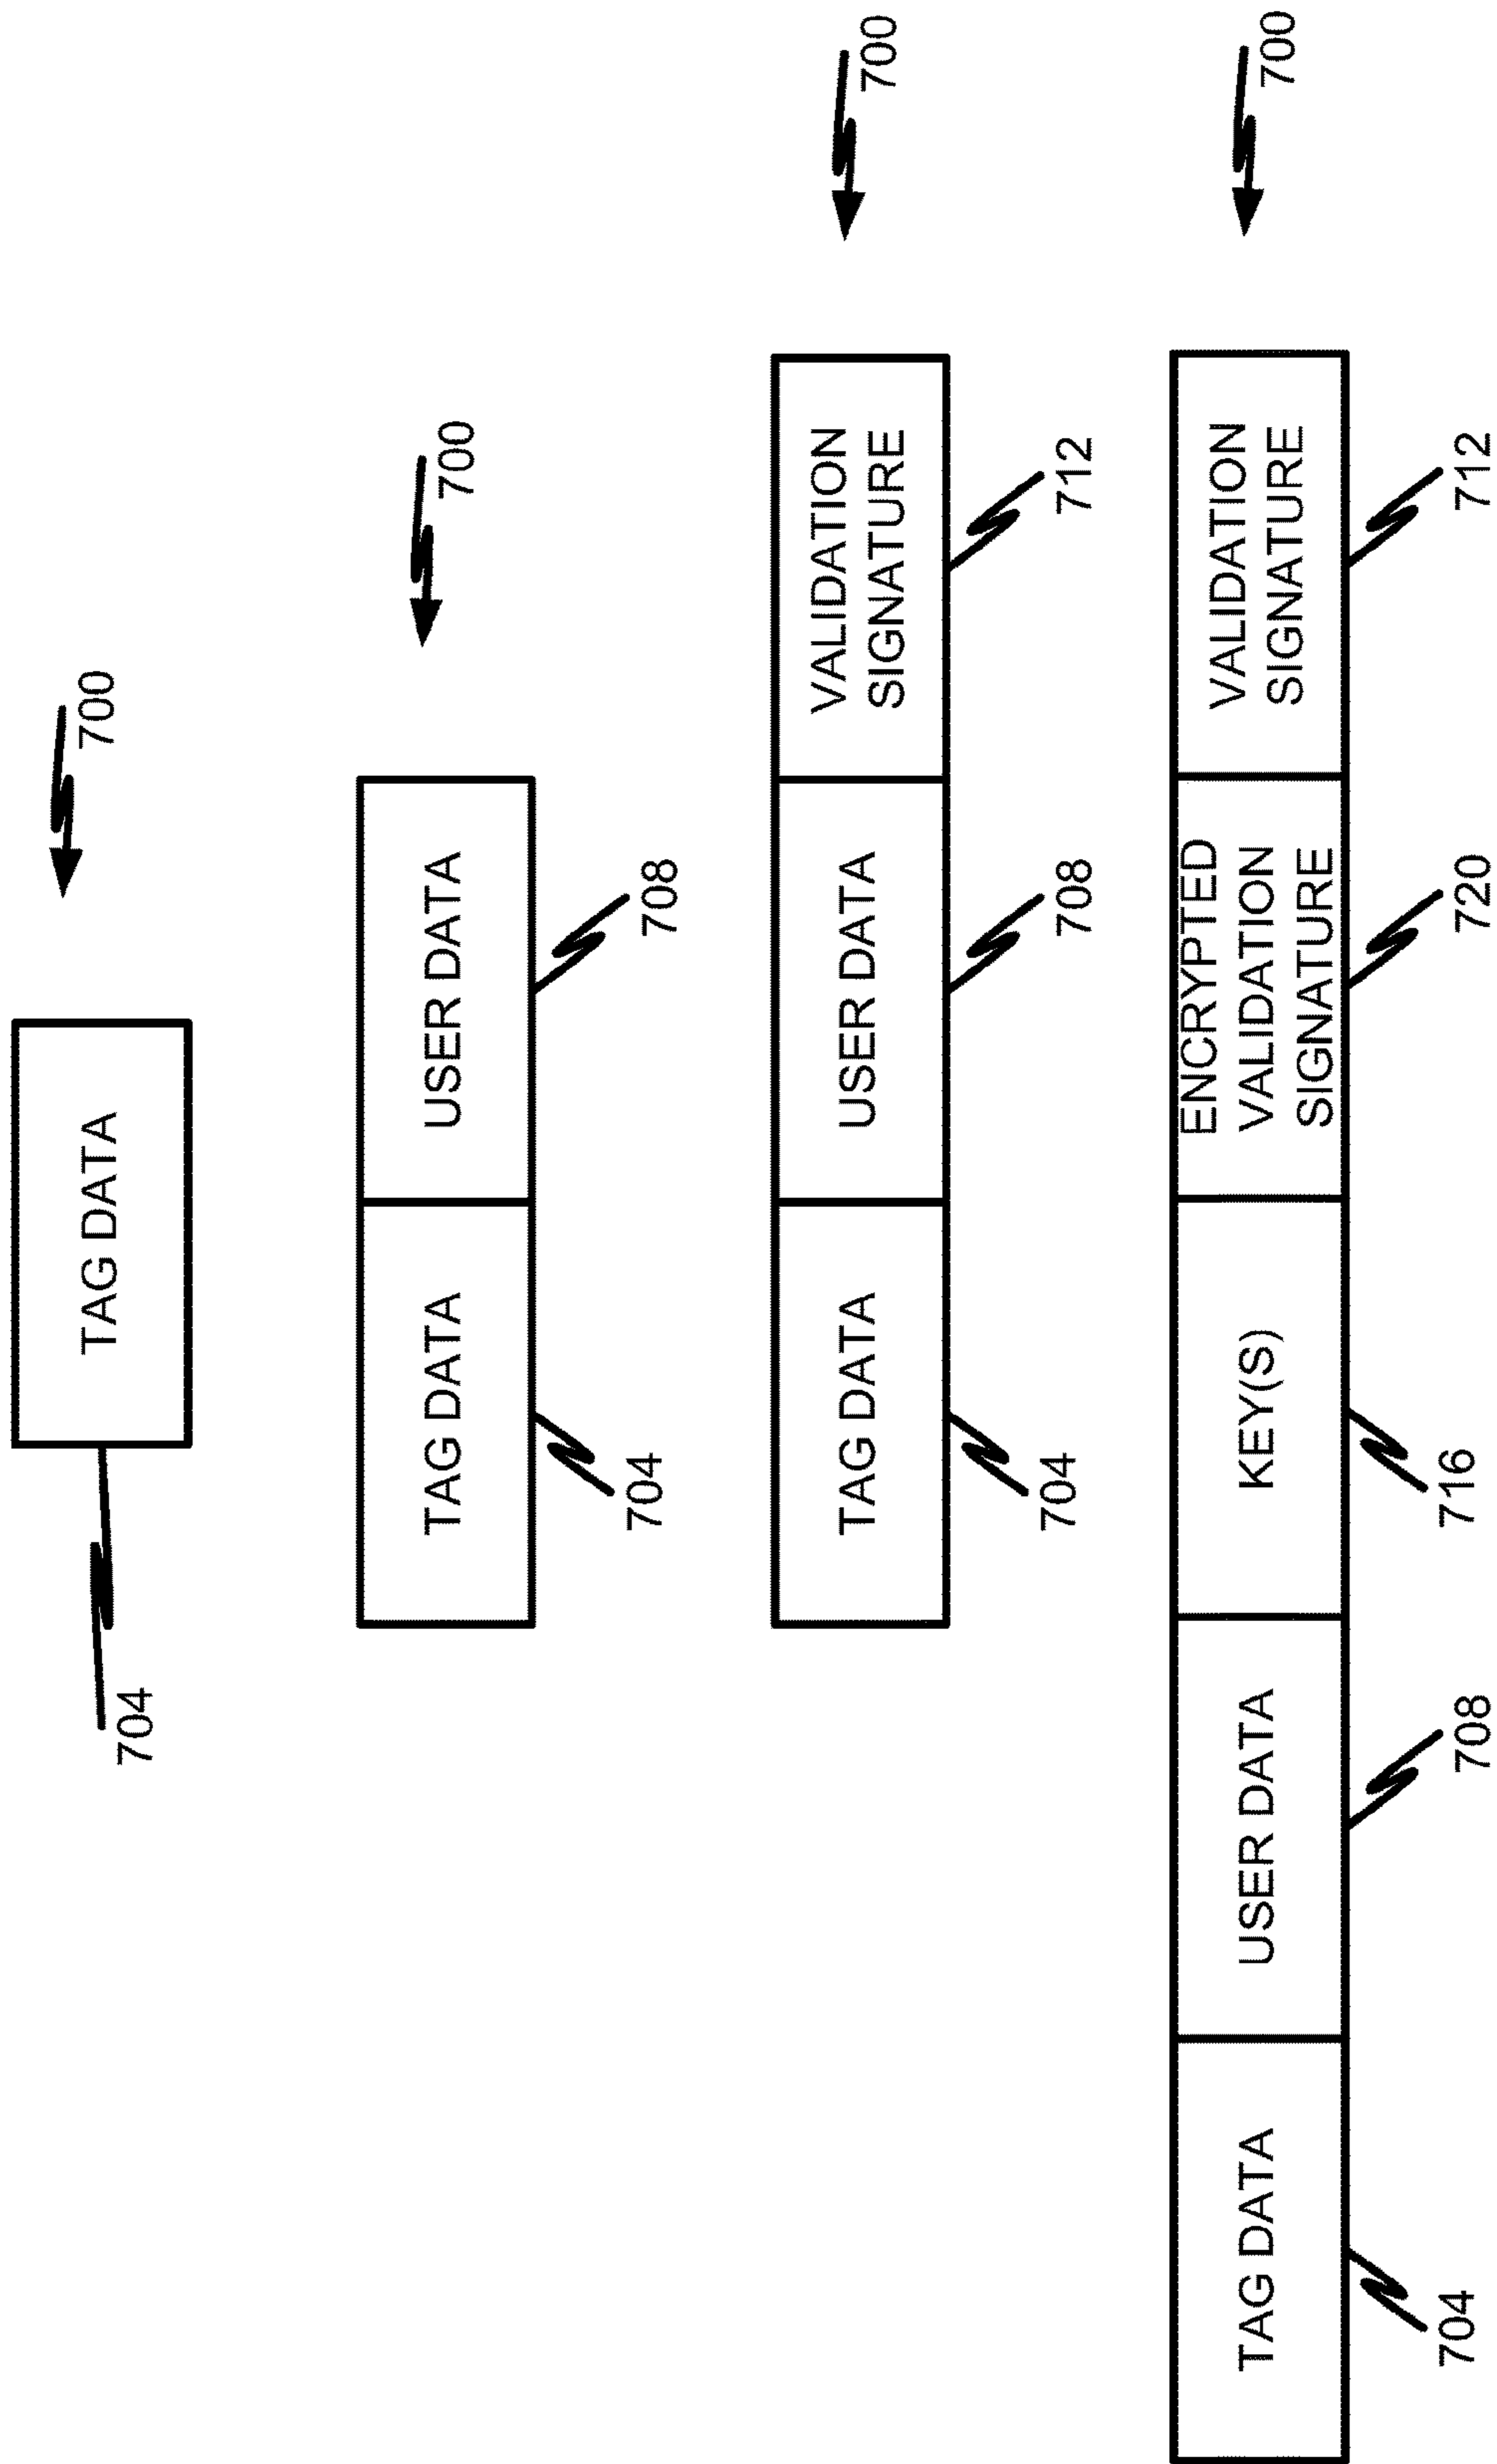 700
TAG DATA
704
700
TAG DATA
USER DATA
704
708
700
TAG DATA
USER DATA
VALIDATION
SIGNATURE
704
708
712
700
TAG DATA
USER DATA
KEY(S)
ENCRYPTED
VALIDATION
SIGNATURE
VALIDATION
SIGNATURE
704
708
716
720
712